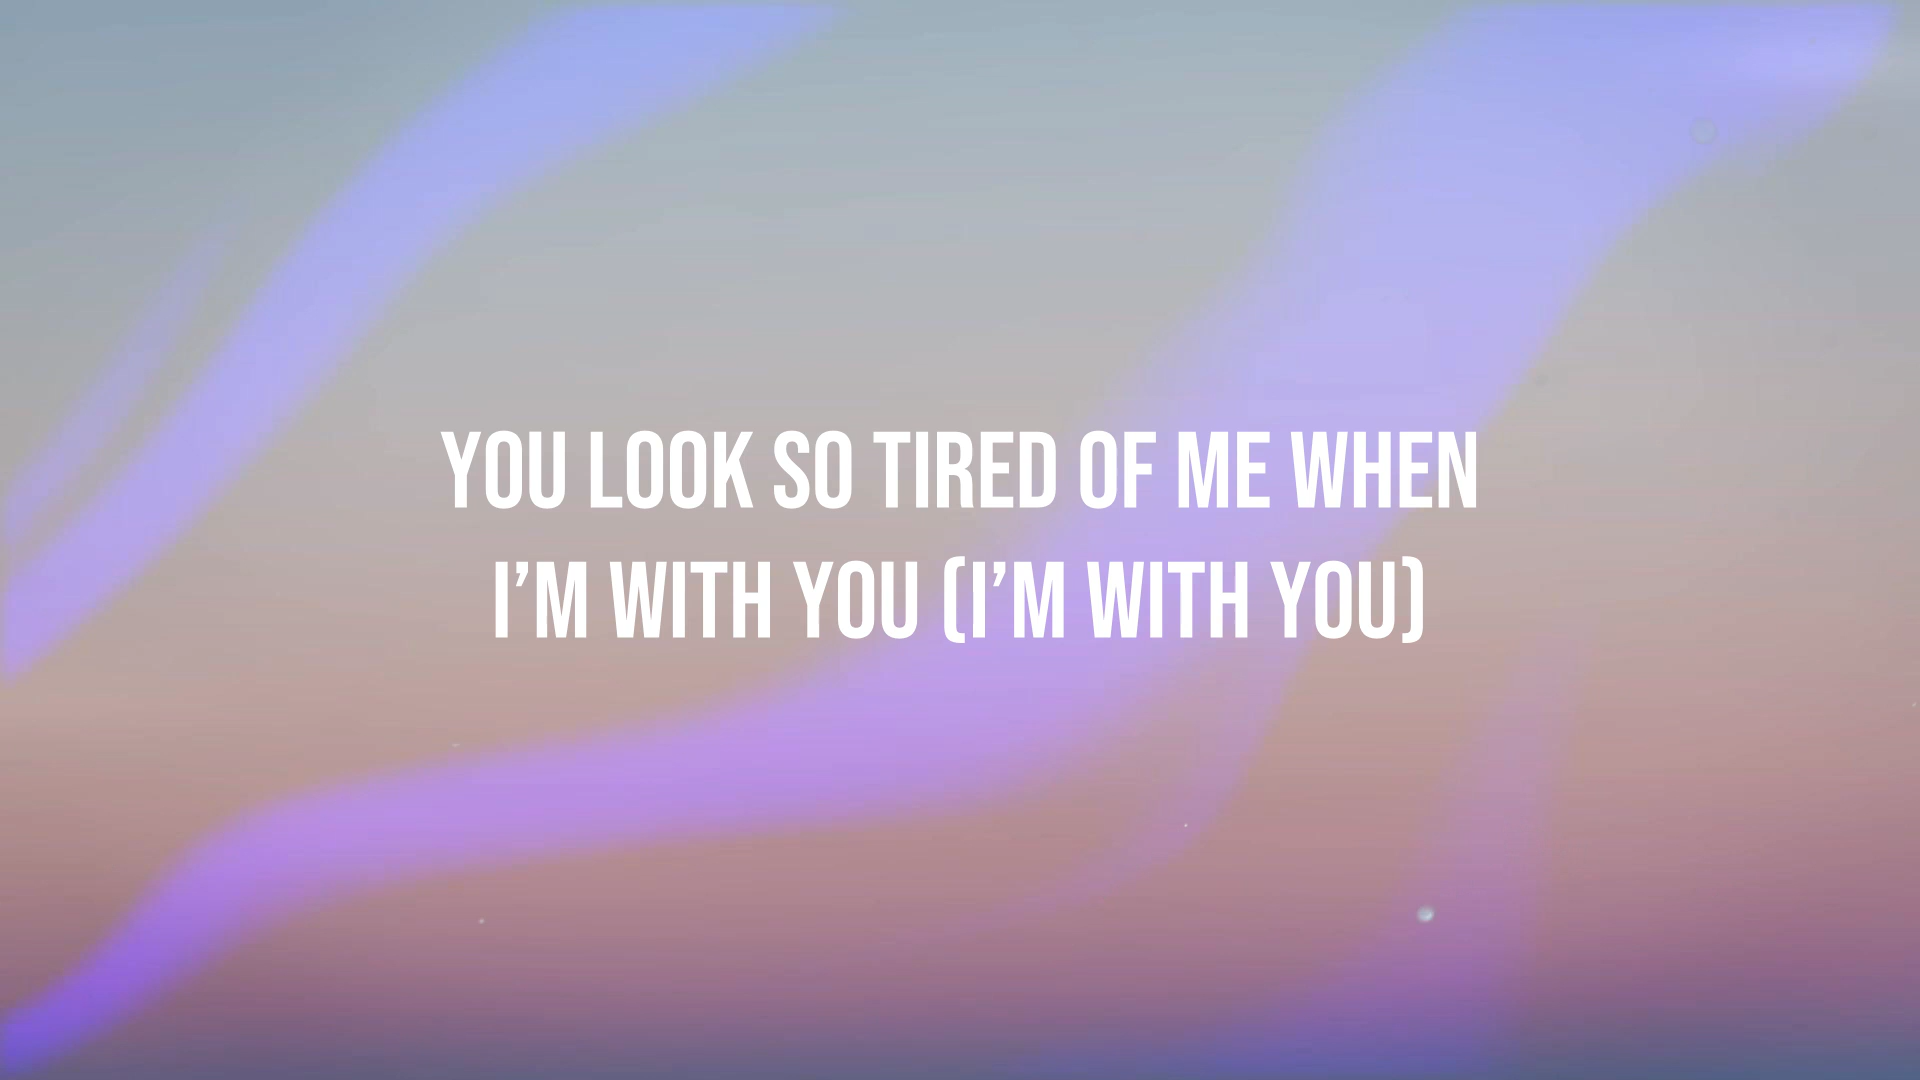 YOU LOOK SO TIRED OF ME WHEN
I’M WITH YOU (I’M WITH YOU)